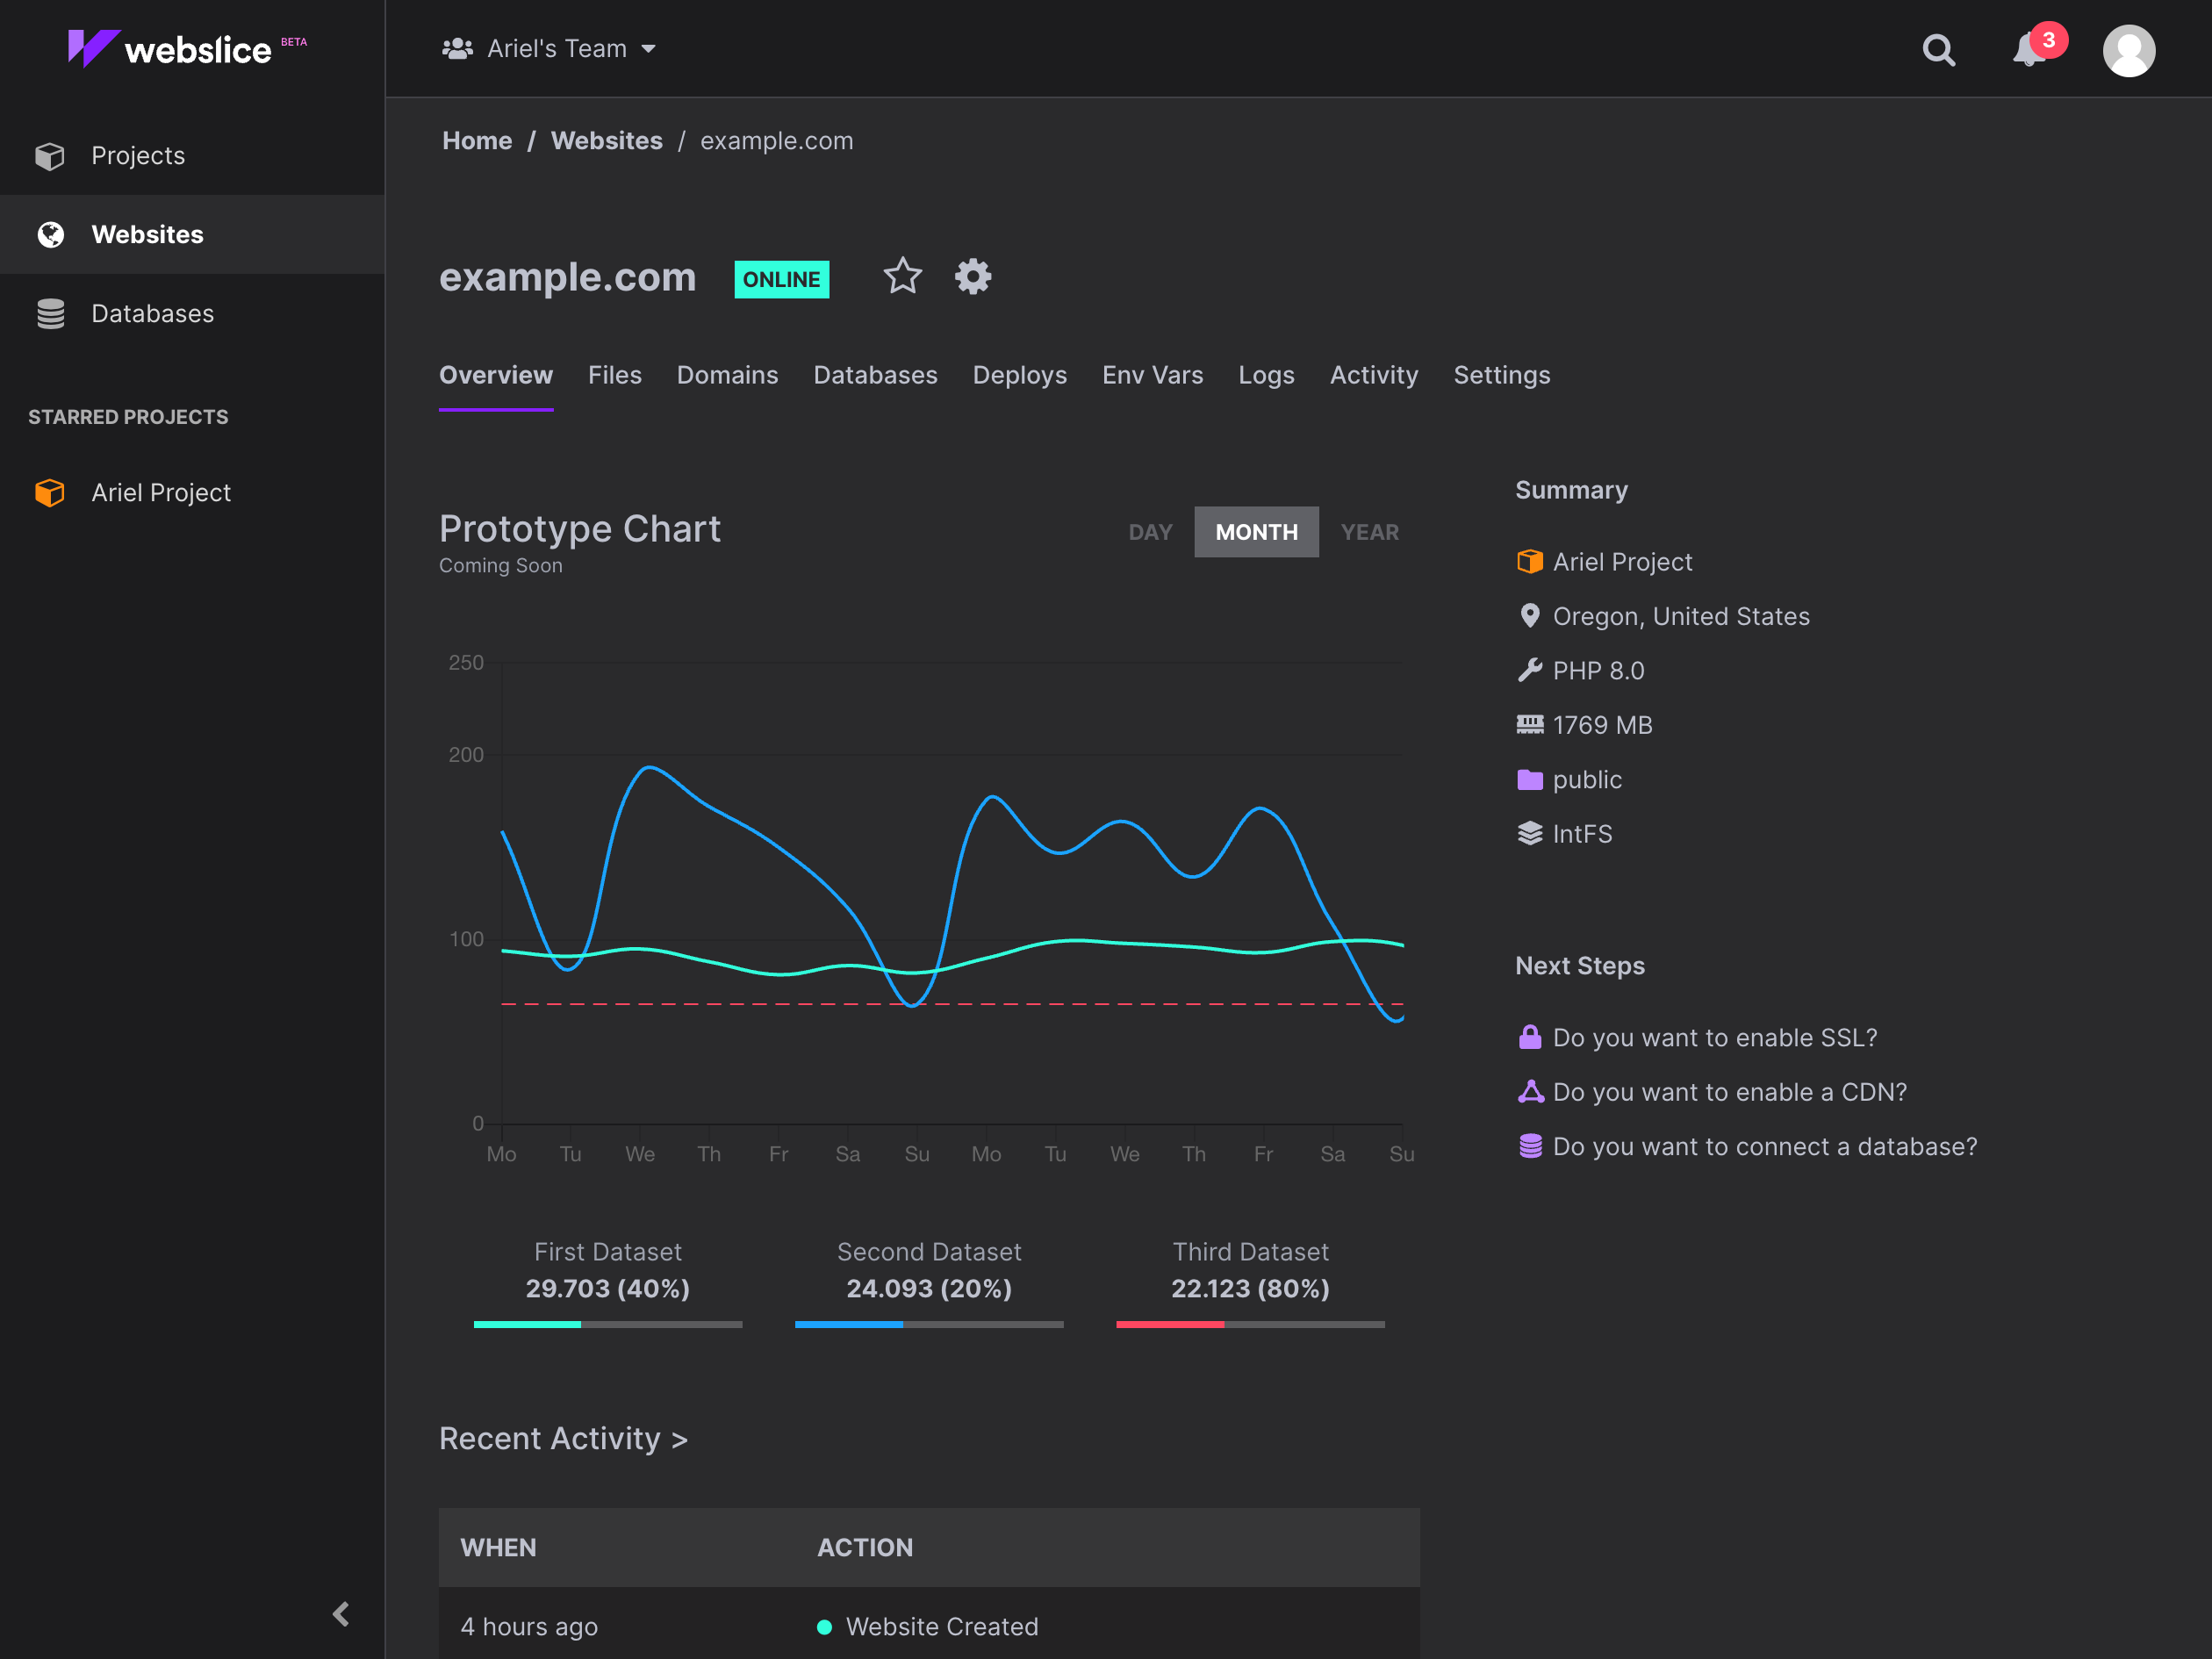 webslice BETA
Ariel's Team
3
Projects
Websites
Databases
STARRED PROJECTS
Ariel Project
Home / Websites / example.com
example.com ONLINE
Overview Files Domains Databases Deploys Env Vars Logs Activity Settings
Prototype Chart
Coming Soon
DAY MONTH YEAR
250
200
100
0
Mo Tu We Th Fr Sa Su Mo Tu We Th Fr Sa Su
First Dataset
29.703 (40%)
Second Dataset
24.093 (20%)
Third Dataset
22.123 (80%)
Summary
Ariel Project
Oregon, United States
PHP 8.0
1769 MB
public
IntFS
Next Steps
Do you want to enable SSL?
Do you want to enable a CDN?
Do you want to connect a database?
Recent Activity >
WHEN ACTION
4 hours ago Website Created